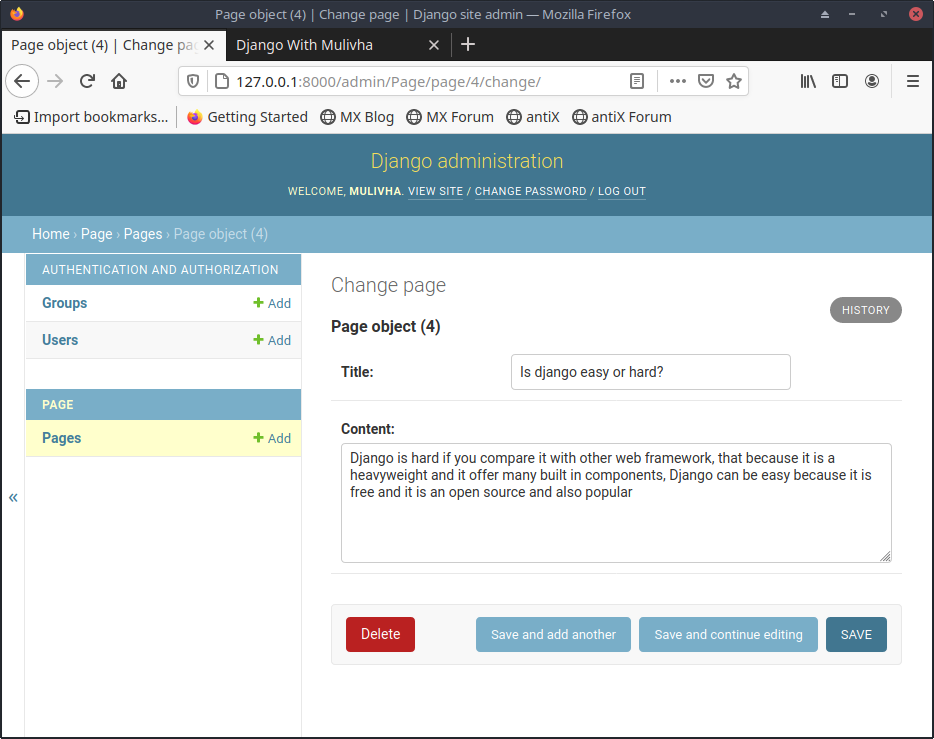 Page object (4) | Change page | Django site admin — Mozilla Firefox
Page object (4) | Change pa
Django With Mulivha
127.0.0.1:8000/admin/Page/page/4/change/
Import bookmarks...
Getting Started
MX Blog
MX Forum
antiX
antiX Forum
Django administration
WELCOME, MULIVHA. VIEW SITE / CHANGE PASSWORD / LOG OUT
Home › Page › Pages › Page object (4)
AUTHENTICATION AND AUTHORIZATION
Groups + Add
Users + Add
PAGE
Pages + Add
«
Change page
HISTORY
Page object (4)
Title: Is django easy or hard?
Content:
Django is hard if you compare it with other web framework, that because it is a
heavyweight and it offer many built in components, Django can be easy because it is
free and it is an open source and also popular
Delete
Save and add another
Save and continue editing
SAVE